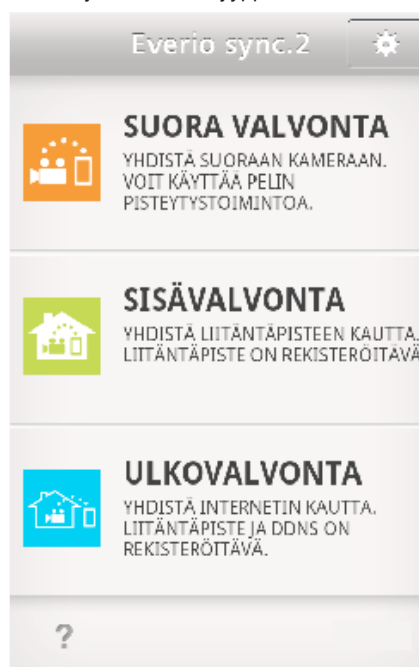 Everio sync.2
SUORA VALVONTA
YHDISTÄ SUORAAN KAMERAAN.
VOIT KÄYTTÄÄ PELIN
PISTEYTYSTOIMINTOA.
SISÄVALVONTA
YHDISTÄ LIITÄNTÄPISTEEN KAUTTA.
LIITÄNTÄPISTE ON REKISTERÖITÄVÄ
ULKOVALVONTA
YHDISTÄ INTERNETIN KAUTTA.
LIITÄNTÄPISTE JA DDNS ON
REKISTERÖTTÄVÄ.
?